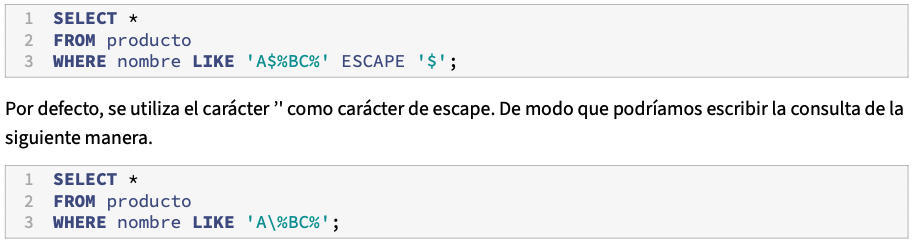 1 SELECT *
2 FROM producto
3 WHERE nombre LIKE 'A$%BC%' ESCAPE '$';
Por defecto, se utiliza el carácter ’' como carácter de escape. De modo que podríamos escribir la consulta de la
siguiente manera.
1 SELECT *
2 FROM producto
3 WHERE nombre LIKE 'A\%BC%';